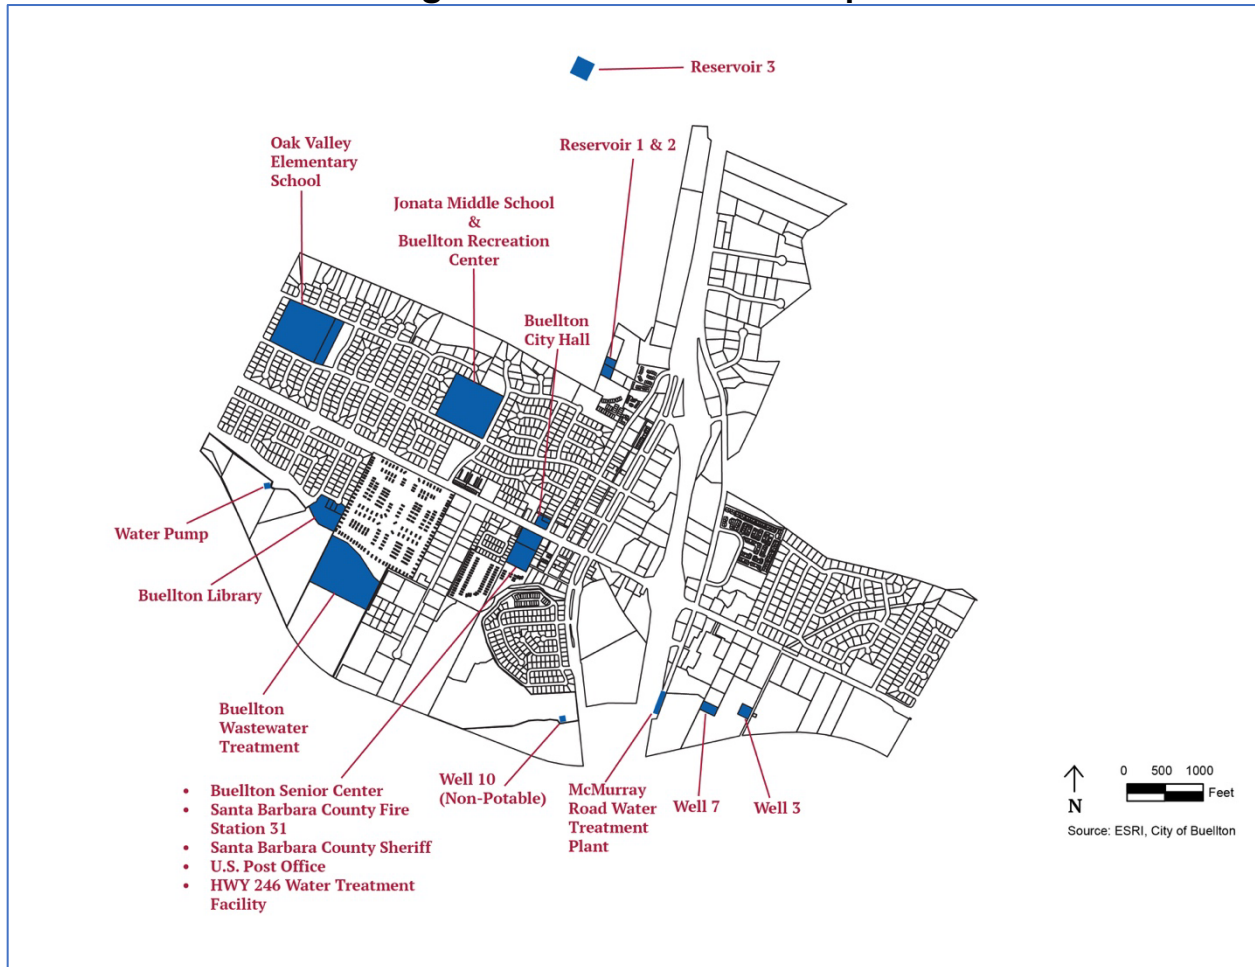 Reservoir 3
Oak Valley
Elementary
School
Reservoir 1 & 2
Jonata Middle School
&
Buellton Recreation
Center
Buellton
City Hall
Water Pump
Buellton Library
Buellton
Wastewater
Treatment
• Buellton Senior Center
• Santa Barbara County Fire
Station 31
• Santa Barbara County Sheriff
• U.S. Post Office
• HWY 246 Water Treatment
Facility
Well 10
(Non-Potable)
McMurray
Road Water
Treatment
Plant
Well 7
Well 3
N
0 500 1000
Feet
Source: ESRI, City of Buellton